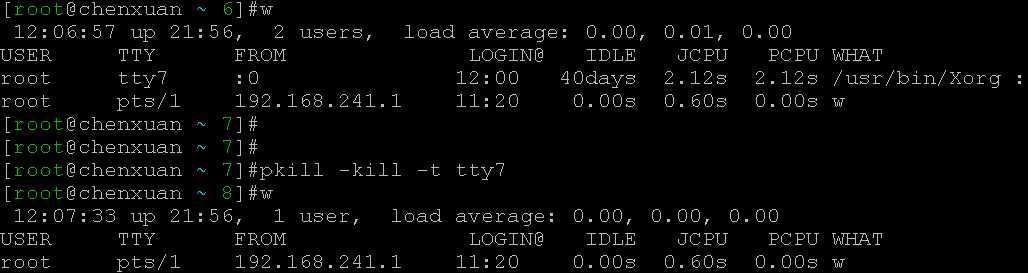 [root@chenxuan ~ 6]#w
 12:06:57 up 21:56,  2 users,  load average: 0.00, 0.01, 0.00
USER     TTY      FROM              LOGIN@   IDLE   JCPU   PCPU WHAT
root     tty7     :0               12:00   40days  2.12s  2.12s /usr/bin/Xorg :
root     pts/1    192.168.241.1    11:20    0.00s  0.60s  0.00s w
[root@chenxuan ~ 7]#
[root@chenxuan ~ 7]#
[root@chenxuan ~ 7]#pkill -kill -t tty7
[root@chenxuan ~ 8]#w
 12:07:33 up 21:56,  1 user,  load average: 0.00, 0.00, 0.00
USER     TTY      FROM              LOGIN@   IDLE   JCPU   PCPU WHAT
root     pts/1    192.168.241.1    11:20    0.00s  0.60s  0.00s w